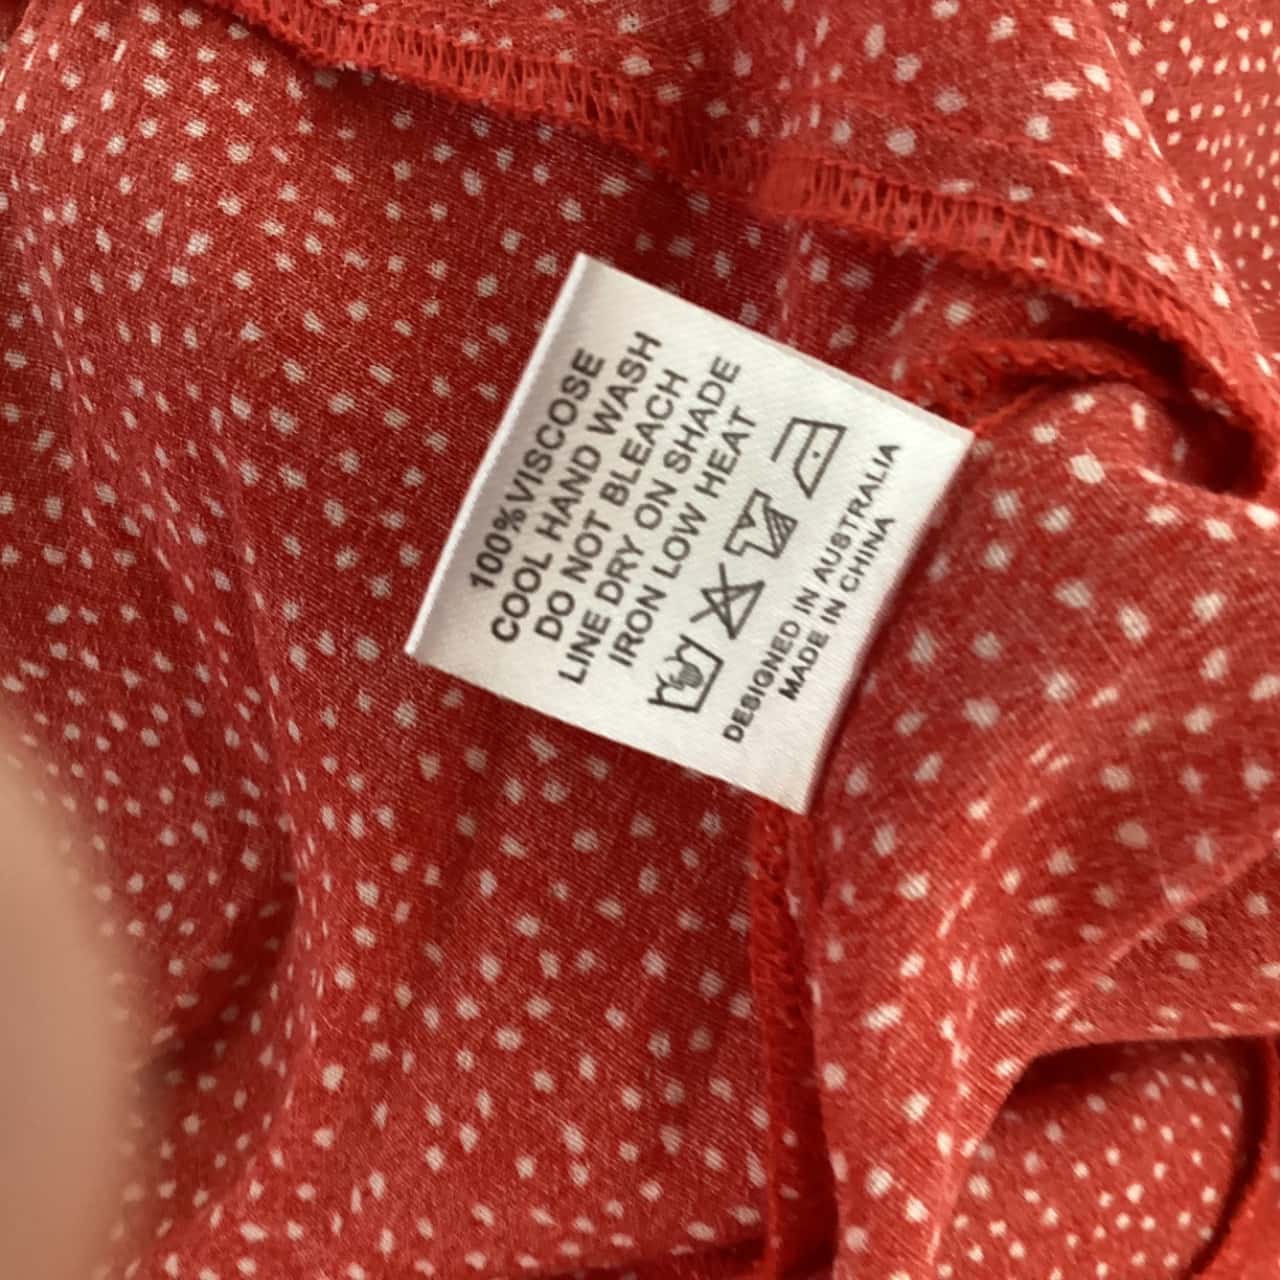 100%VISCOSE
COOL HAND WASH
DO NOT BLEACH
LINE DRY ON SHADE
IRON LOW HEAT
DESIGNED IN AUSTRALIA
MADE IN CHINA